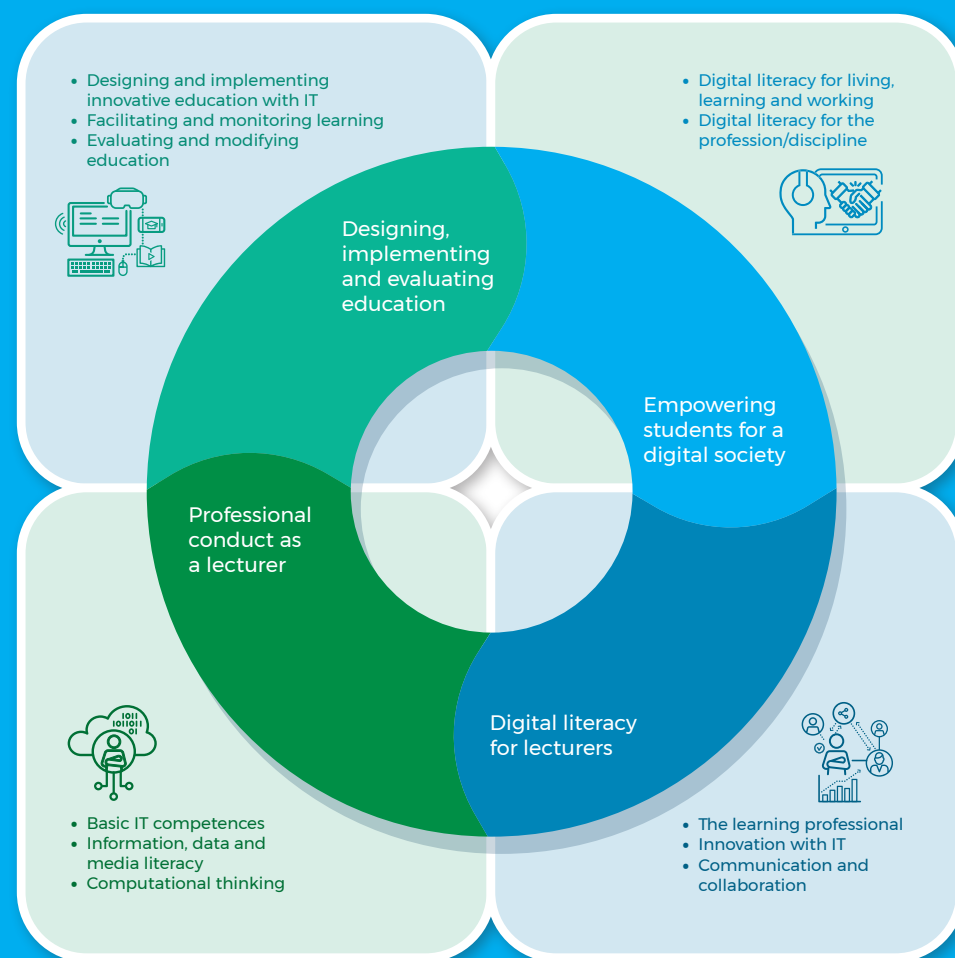 • Designing and implementing
innovative education with IT
• Facilitating and monitoring learning
• Evaluating and modifying
education
• Digital literacy for living,
learning and working
• Digital literacy for the
profession/discipline
Designing,
implementing
and evaluating
education
Empowering
students for a
digital society
Professional
conduct as
a lecturer
Digital literacy
for lecturers
1011
1011011
01
• Basic IT competences
• Information, data and
media literacy
• Computational thinking
• The learning professional
• Innovation with IT
• Communication and
collaboration